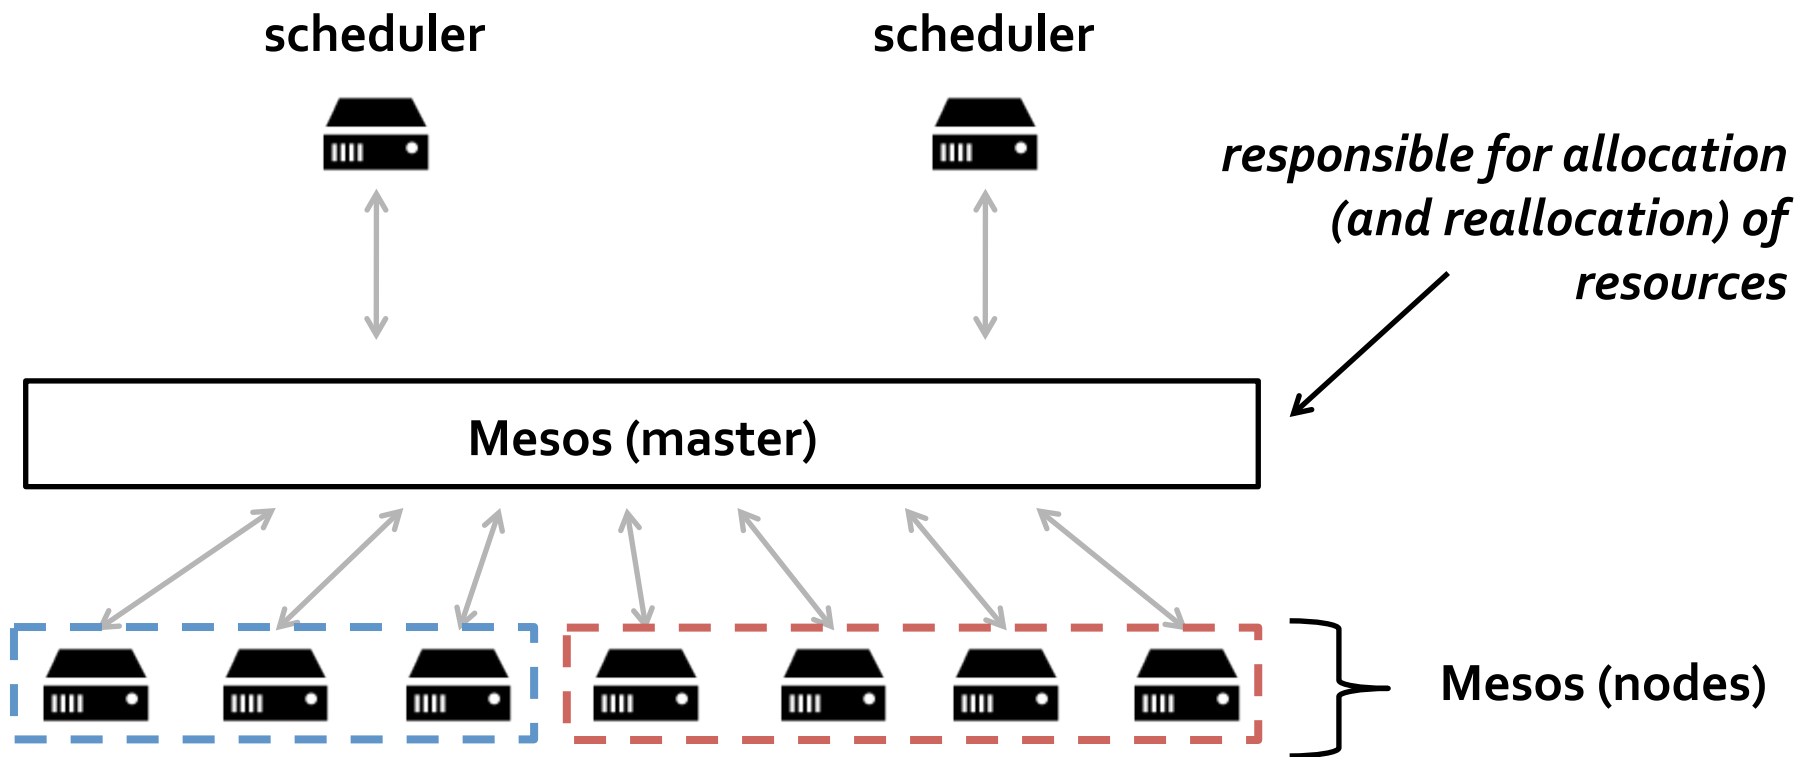 scheduler
scheduler
responsible for allocation
(and reallocation) of
resources
Mesos (master)
Mesos (nodes)